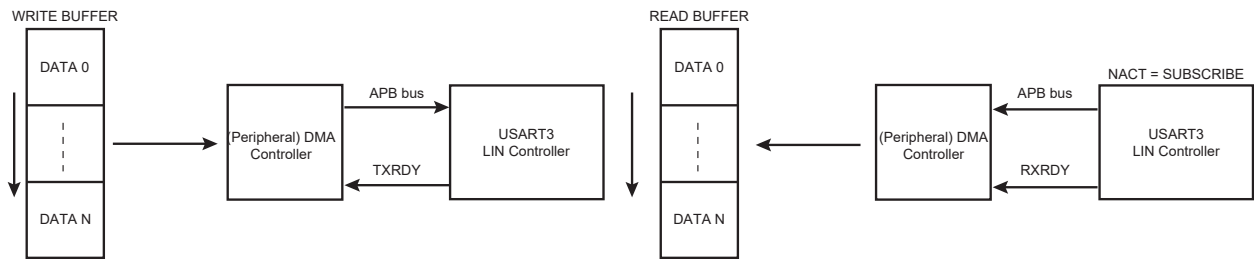 WRITE BUFFER
DATA 0
DATA N
(Peripheral) DMA
Controller
APB bus
TXRDY
USART3
LIN Controller
READ BUFFER
DATA 0
DATA N
(Peripheral) DMA
Controller
APB bus
RXRDY
NACT = SUBSCRIBE
USART3
LIN Controller